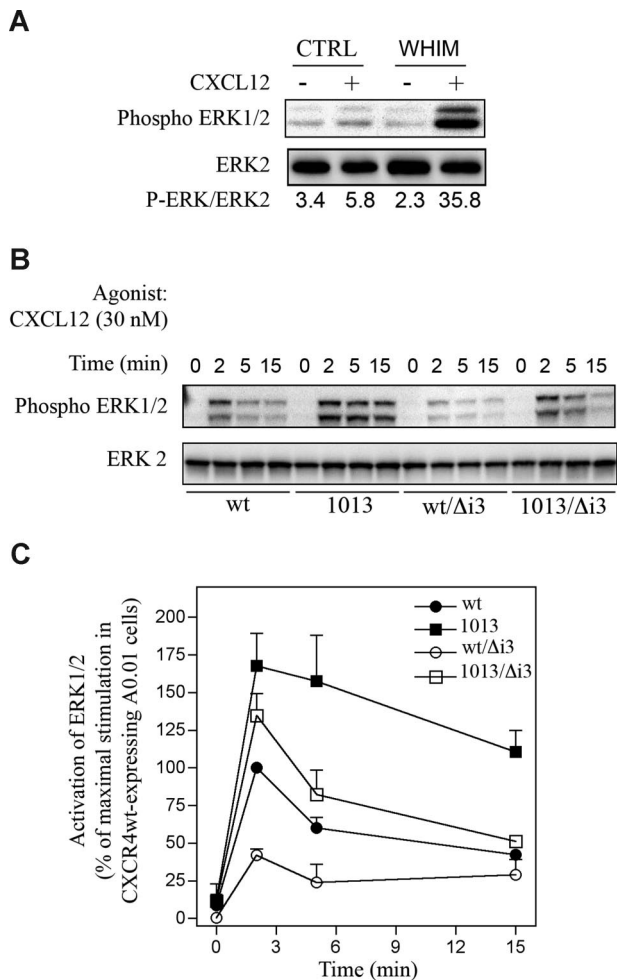 A
CTRL WHIM
CXCL12 - + - +
Phospho ERK1/2
ERK2
P-ERK/ERK2 3.4 5.8 2.3 35.8
B
Agonist:
CXCL12 (30 nM)
Time (min) 0 2 5 15 0 2 5 15 0 2 5 15 0 2 5 15
Phospho ERK1/2
ERK 2
wt 1013 wt/Δi3 1013/Δi3
C
Activation of ERK1/2
(% of maximal stimulation in
CXCR4wt-expressing A0.01 cells)
200
175
150
125
100
75
50
25
0
wt
1013
wt/Δi3
1013/Δi3
0 3 6 9 12 15
Time (min)